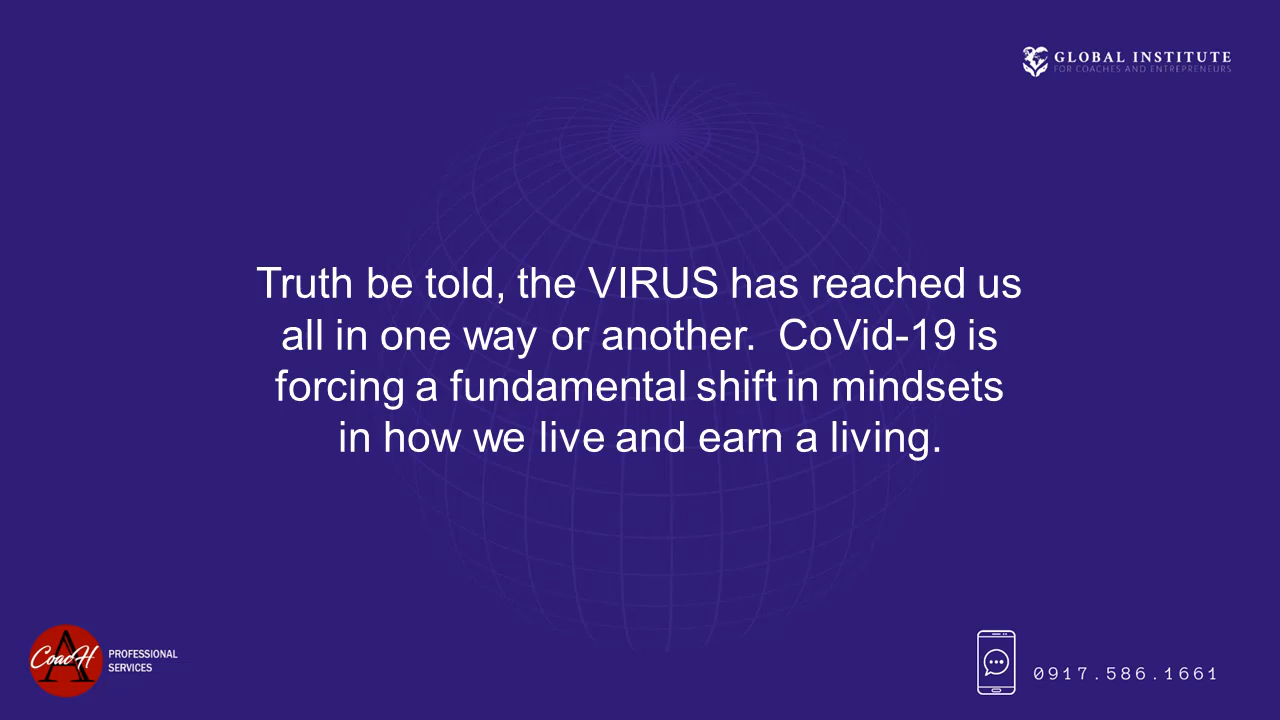 GLOBAL INSTITUTE
FOR COACHES AND ENTREPRENEURS
Truth be told, the VIRUS has reached us
all in one way or another.  CoVid-19 is
forcing a fundamental shift in mindsets
in how we live and earn a living.
A
CoacH
PROFESSIONAL
SERVICES
0917.586.1661